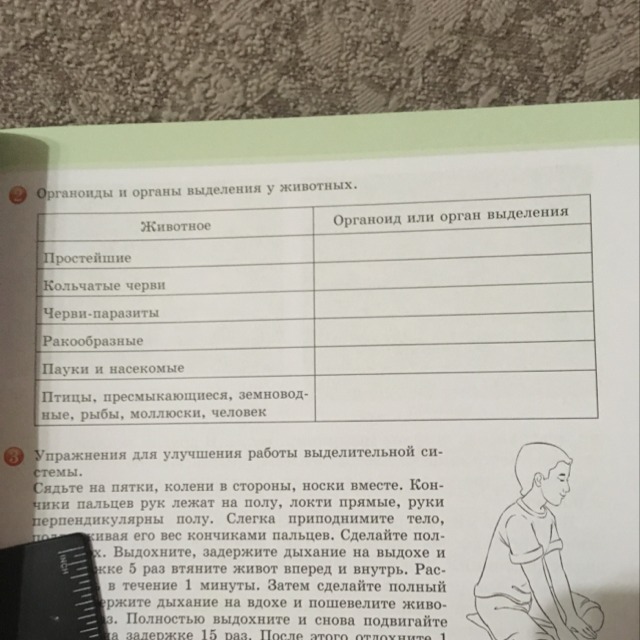 2 Органоиды и органы выделения у животных.
Животное Органоид или орган выделения
Простейшие
Кольчатые черви
Черви-паразиты
Ракообразные
Пауки и насекомые
Птицы, пресмыкающиеся, земновод-
ные, рыбы, моллюски, человек
3 Упражнения для улучшения работы выделительной си-
стемы.
Сядьте на пятки, колени в стороны, носки вместе. Кон-
чики пальцев рук лежат на полу, локти прямые, руки
перпендикулярны полу. Слегка приподнимите тело,
его вес кончиками пальцев. Сделайте пол-
Выдохните, задержите дыхание на выдохе и
5 раз втяните живот вперед и внутрь. Рас-
в течение 1 минуты. Затем сделайте полный
дыхание на вдохе и пошевелите живо-
Полностью выдохните и снова подвигайте
задержке 15 раз. После этого отдохните 1
INCH